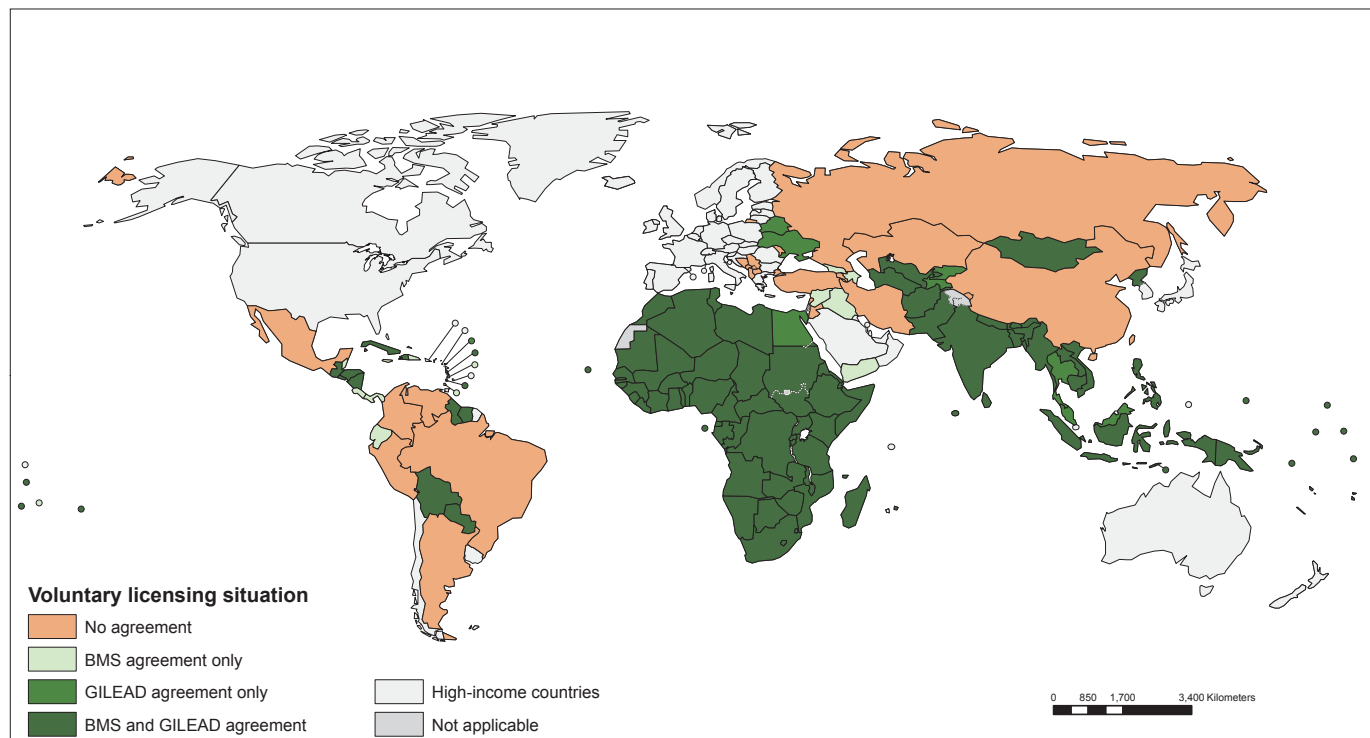 Voluntary licensing situation
No agreement
BMS agreement only
GILEAD agreement only
BMS and GILEAD agreement
High-income countries
Not applicable
0 850 1,700 3,400 Kilometers